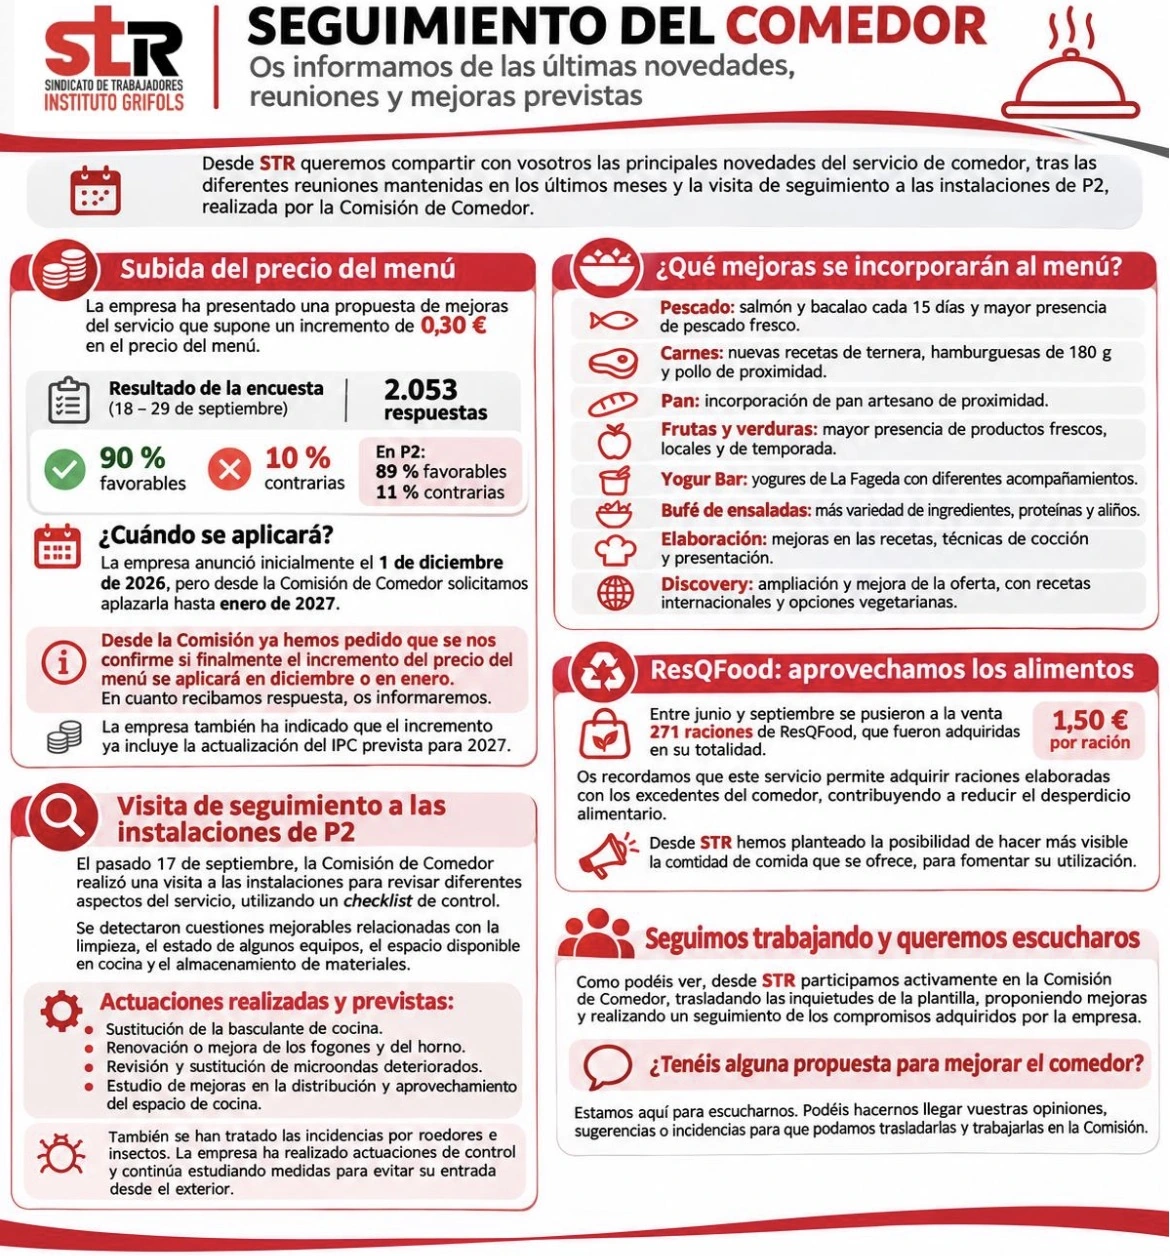 STR
SINDICATO DE TRABAJADORES
INSTITUTO GRIFOLS
SEGUIMIENTO DEL COMEDOR
Os informamos de las últimas novedades,
reuniones y mejoras previstas
Desde STR queremos compartir con vosotros las principales novedades del servicio de comedor, tras las
diferentes reuniones mantenidas en los últimos meses y la visita de seguimiento a las instalaciones de P2,
realizada por la Comisión de Comedor.
Subida del precio del menú
La empresa ha presentado una propuesta de mejoras
del servicio que supone un incremento de 0,30 €
en el precio del menú.
Resultado de la encuesta
(18 – 29 de septiembre)
2.053
respuestas
90 %
favorables
10 %
contrarias
En P2:
89 % favorables
11 % contrarias
¿Cuándo se aplicará?
La empresa anunció inicialmente el 1 de diciembre
de 2026, pero desde la Comisión de Comedor solicitamos
aplazarla hasta enero de 2027.
Desde la Comisión ya hemos pedido que se nos
confirme si finalmente el incremento del precio del
menú se aplicará en diciembre o en enero.
En cuanto recibamos respuesta, os informaremos.
La empresa también ha indicado que el incremento
ya incluye la actualización del IPC prevista para 2027.
Visita de seguimiento a las
instalaciones de P2
El pasado 17 de septiembre, la Comisión de Comedor
realizó una visita a las instalaciones para revisar diferentes
aspectos del servicio, utilizando un checklist de control.
Se detectaron cuestiones mejorables relacionadas con la
limpieza, el estado de algunos equipos, el espacio disponible
en cocina y el almacenamiento de materiales.
Actuaciones realizadas y previstas:
• Sustitución de la basculante de cocina.
• Renovación o mejora de los fogones y del horno.
• Revisión y sustitución de microondas deteriorados.
• Estudio de mejoras en la distribución y aprovechamiento
del espacio de cocina.
También se han tratado las incidencias por roedores e
insectos. La empresa ha realizado actuaciones de control
y continúa estudiando medidas para evitar su entrada
desde el exterior.
¿Qué mejoras se incorporarán al menú?
Pescado: salmón y bacalao cada 15 días y mayor presencia
de pescado fresco.
Carnes: nuevas recetas de ternera, hamburguesas de 180 g
y pollo de proximidad.
Pan: incorporación de pan artesano de proximidad.
Frutas y verduras: mayor presencia de productos frescos,
locales y de temporada.
Yogur Bar: yogures de La Fageda con diferentes acompañamientos.
Bufé de ensaladas: más variedad de ingredientes, proteínas y aliños.
Elaboración: mejoras en las recetas, técnicas de cocción
y presentación.
Discovery: ampliación y mejora de la oferta, con recetas
internacionales y opciones vegetarianas.
ResQFood: aprovechamos los alimentos
Entre junio y septiembre se pusieron a la venta
271 raciones de ResQFood, que fueron adquiridas
en su totalidad.
1,50 €
por ración
Os recordamos que este servicio permite adquirir raciones elaboradas
con los excedentes del comedor, contribuyendo a reducir el desperdicio
alimentario.
Desde STR hemos planteado la posibilidad de hacer más visible
la comtidad de comida que se ofrece, para fomentar su utilización.
Seguimos trabajando y queremos escucharos
Como podéis ver, desde STR participamos activamente en la Comisión
de Comedor, trasladando las inquietudes de la plantilla, proponiendo mejoras
y realizando un seguimiento de los compromisos adquiridos por la empresa.
¿Tenéis alguna propuesta para mejorar el comedor?
Estamos aquí para escucharnos. Podéis hacernos llegar vuestras opiniones,
sugerencias o incidencias para que podamos trasladarlas y trabajarlas en la Comisión.